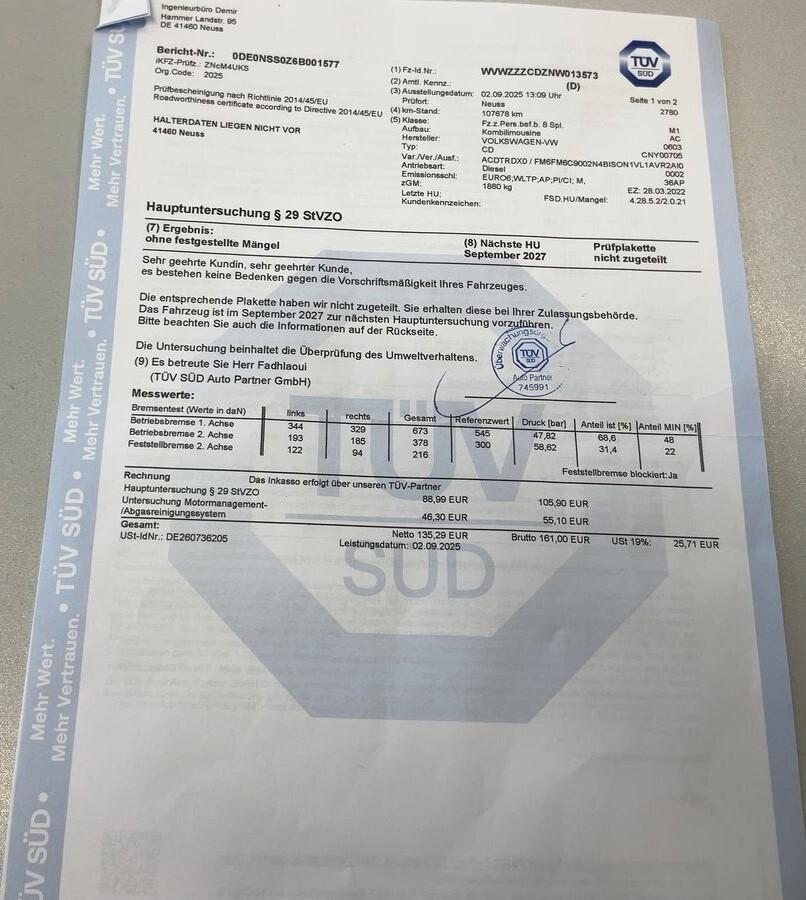 Ingenieurbüro Demir
Hammer Landstr. 95
DE 41460 Neuss
Bericht-Nr.: 0DE0NSS0Z6B001577
iKFZ-Prüfz.: ZNcM4UKS
Org.Code: 2025
Prüfbescheinigung nach Richtlinie 2014/45/EU
Roadworthiness certificate according to Directive 2014/45/EU
HALTERDATEN LIEGEN NICHT VOR
41460 Neuss
TÜV
SÜD
(1) Fz-Id.Nr.: WVWZZZCDZNW013573
(2) Amtl. Kennz.: (D)
(3) Ausstellungsdatum: 02.09.2025 13:09 Uhr Seite 1 von 2
Prüfort: Neuss 2780
(4) km-Stand: 107678 km
(5) Klasse: Fz.z.Pers.bef.b. 8 Spl. M1
Aufbau: Kombilimousine AC
Hersteller: VOLKSWAGEN-VW 0603
Typ: CD CNY00705
Var./Ver./Ausf.: ACDTRDX0 / FM6FM6C9002N4BISON1VL1AVR2AI0
Antriebsart: Diesel 0002
Emissionsschl: EURO6;WLTP;AP;PI/CI; M, 36AP
zGM: 1880 kg EZ: 28.03.2022
Letzte HU: FSD.HU/Mangel: 4.28.5.2/2.0.21
Kundenkennzeichen:
Hauptuntersuchung § 29 StVZO
(7) Ergebnis: (8) Nächste HU Prüfplakette
ohne festgestellte Mängel September 2027 nicht zugeteilt
Sehr geehrte Kundin, sehr geehrter Kunde,
es bestehen keine Bedenken gegen die Vorschriftsmäßigkeit Ihres Fahrzeuges.
Die entsprechende Plakette haben wir nicht zugeteilt. Sie erhalten diese bei Ihrer Zulassungsbehörde.
Das Fahrzeug ist im September 2027 zur nächsten Hauptuntersuchung vorzuführen.
Bitte beachten Sie auch die Informationen auf der Rückseite.
Die Untersuchung beinhaltet die Überprüfung des Umweltverhaltens.
(9) Es betreute Sie Herr Fadhlaoui
(TÜV SÜD Auto Partner GmbH)
TÜV
SÜD
Auto Partner
745991
Messwerte:
Bremsentest (Werte in daN) links rechts Gesamt Referenzwert Druck [bar] Anteil ist [%] Anteil MIN [%]
Betriebsbremse 1. Achse 344 329 673 545 47,82 68,6 48
Betriebsbremse 2. Achse 193 185 378 300 58,62 31,4 22
Feststellbremse 2. Achse 122 94 216
Feststellbremse blockiert:Ja
Rechnung Das Inkasso erfolgt über unseren TÜV-Partner
Hauptuntersuchung § 29 StVZO 88,99 EUR 105,90 EUR
Untersuchung Motormanagement-
/Abgasreinigungssystem 46,30 EUR 55,10 EUR
Gesamt: Netto 135,29 EUR Brutto 161,00 EUR USt 19%: 25,71 EUR
USt-IdNr.: DE260736205 Leistungsdatum: 02.09.2025
TÜV
SÜD
Mehr Wert.
Mehr Vertrauen.
TÜV SÜD
Mehr Wert.
Mehr Vertrauen.
TÜV SÜD
Mehr Wert.
Mehr Vertrauen.
TÜV SÜD